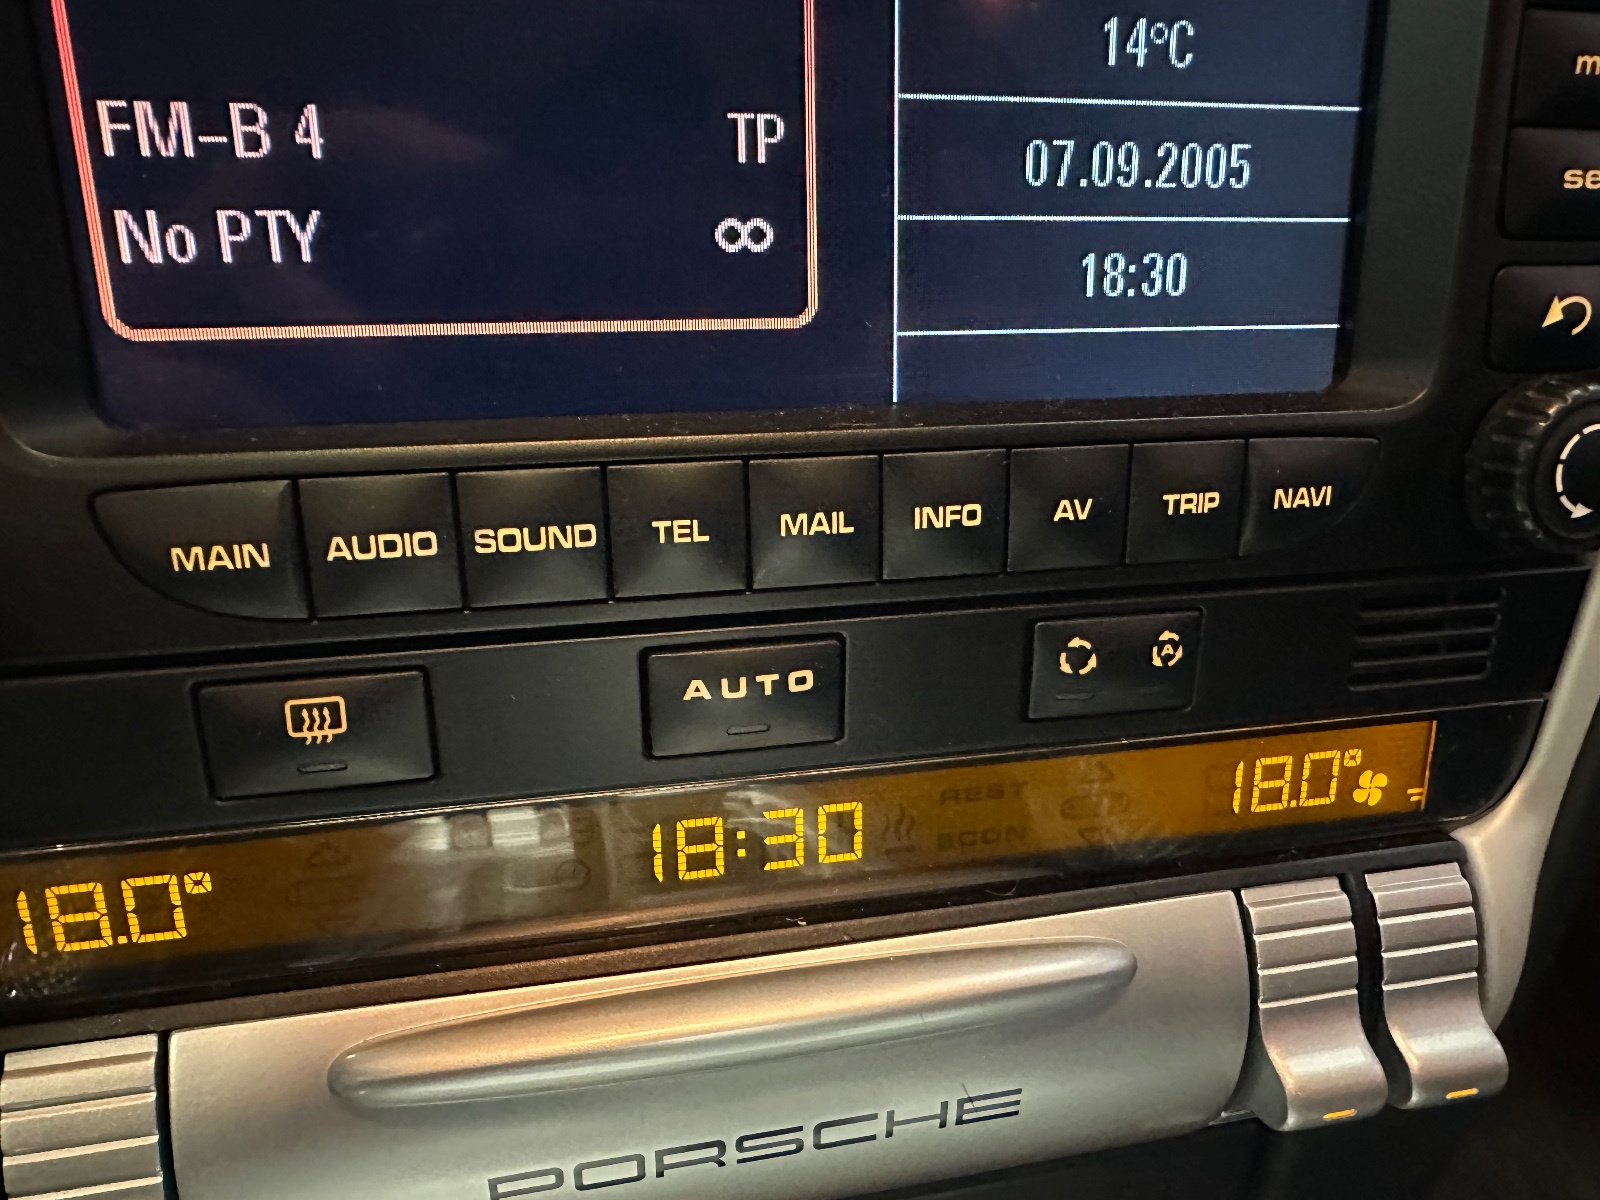 14°C
FM-B 4 TP
07.09.2005
No PTY
18:30
MAIN AUDIO SOUND TEL MAIL INFO AV TRIP NAVI
AUTO A
18.0° 18:30 18.0°
REST
ECON
PORSCHE